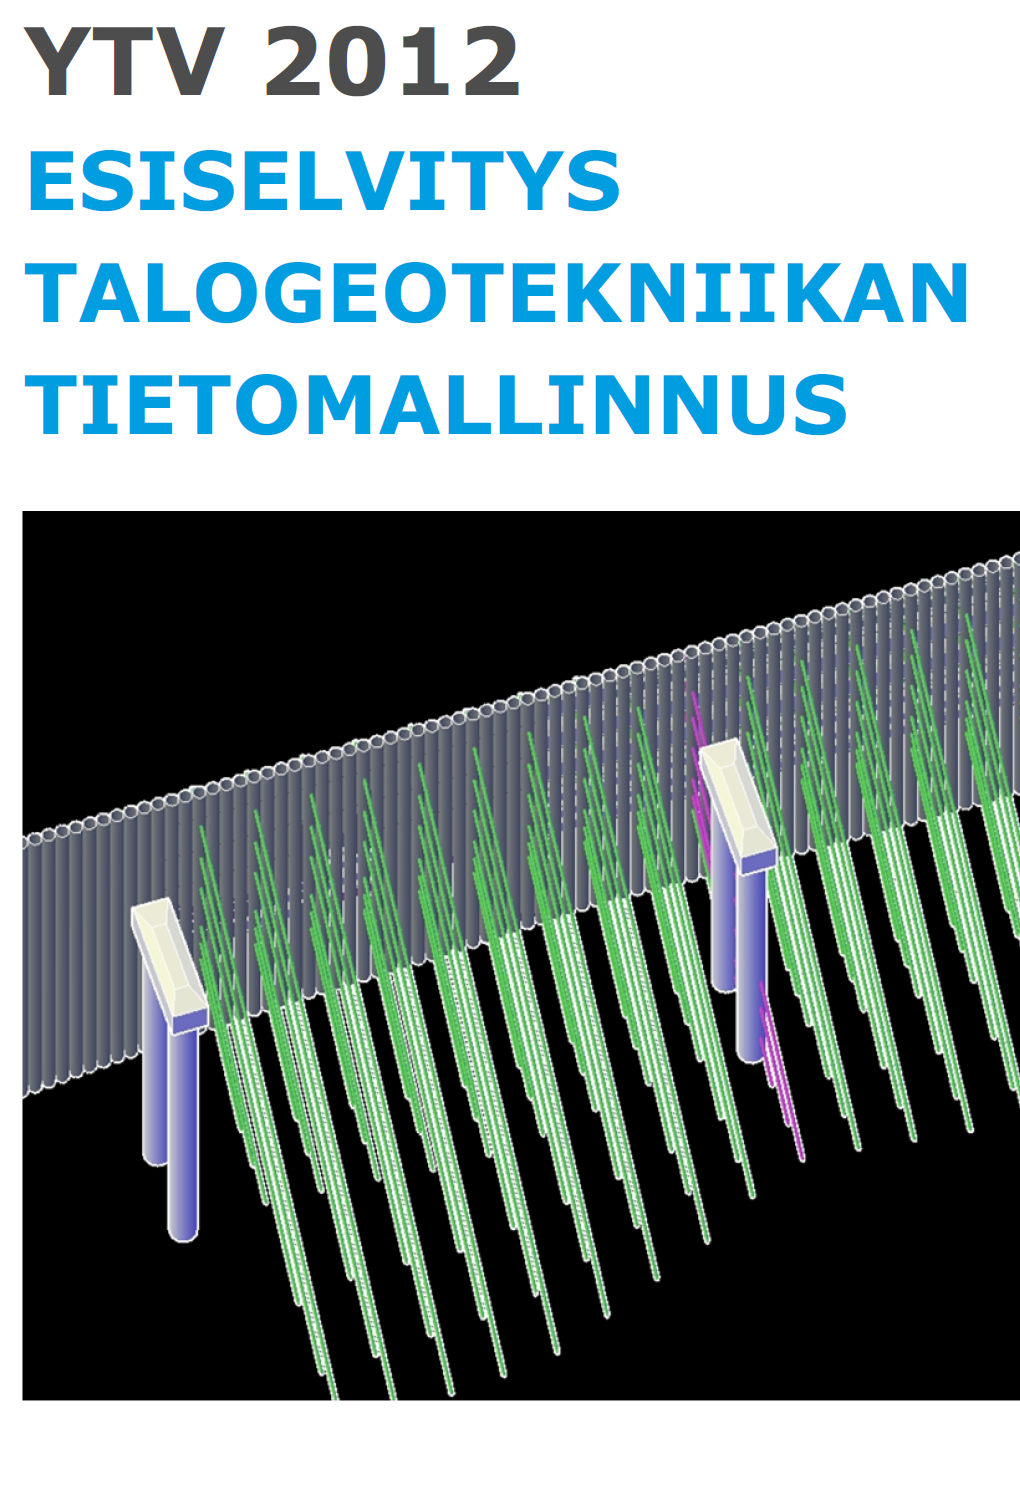 YTV 2012
ESISELVITYS
TALOGEOTEKNIIKAN
TIETOMALLINNUS